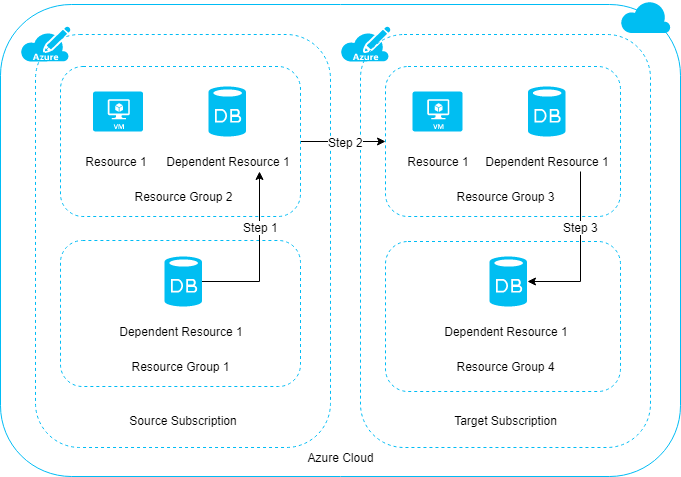 Azure
Azure
VM
DB
VM
DB
Resource 1
Dependent Resource 1
Step 2
Resource 1
Dependent Resource 1
Resource Group 2
Resource Group 3
Step 1
Step 3
DB
DB
Dependent Resource 1
Dependent Resource 1
Resource Group 1
Resource Group 4
Source Subscription
Target Subscription
Azure Cloud